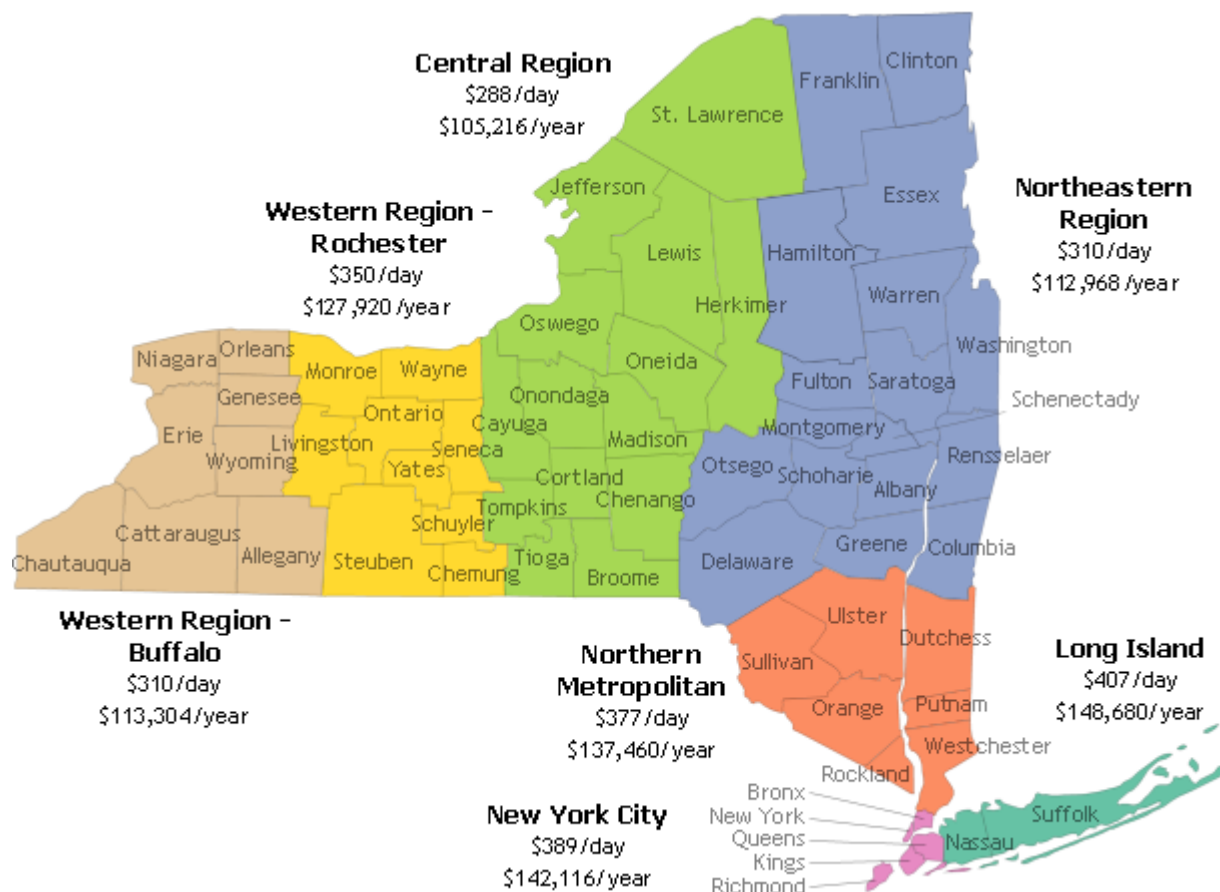 Central Region
$288/day
$105,216/year
Western Region -
Rochester
$350/day
$127,920/year
Northeastern
Region
$310/day
$112,968/year
Western Region -
Buffalo
$310/day
$113,304/year
Northern
Metropolitan
$377/day
$137,460/year
Long Island
$407/day
$148,680/year
New York City
$389/day
$142,116/year
Clinton
Franklin
St. Lawrence
Jefferson
Essex
Lewis
Hamilton
Herkimer
Warren
Oswego
Oneida
Washington
Niagara
Orleans
Monroe
Wayne
Fulton
Saratoga
Genesee
Onondaga
Schenectady
Ontario
Cayuga
Montgomery
Erie
Livingston
Seneca
Madison
Wyoming
Yates
Otsego
Rensselaer
Cortland
Schoharie
Albany
Chenango
Tompkins
Cattaraugus
Schuyler
Chautauqua
Allegany
Steuben
Chemung
Tioga
Broome
Delaware
Greene
Columbia
Ulster
Dutchess
Sullivan
Orange
Putnam
Westchester
Rockland
Bronx
New York
Queens
Kings
Richmond
Nassau
Suffolk